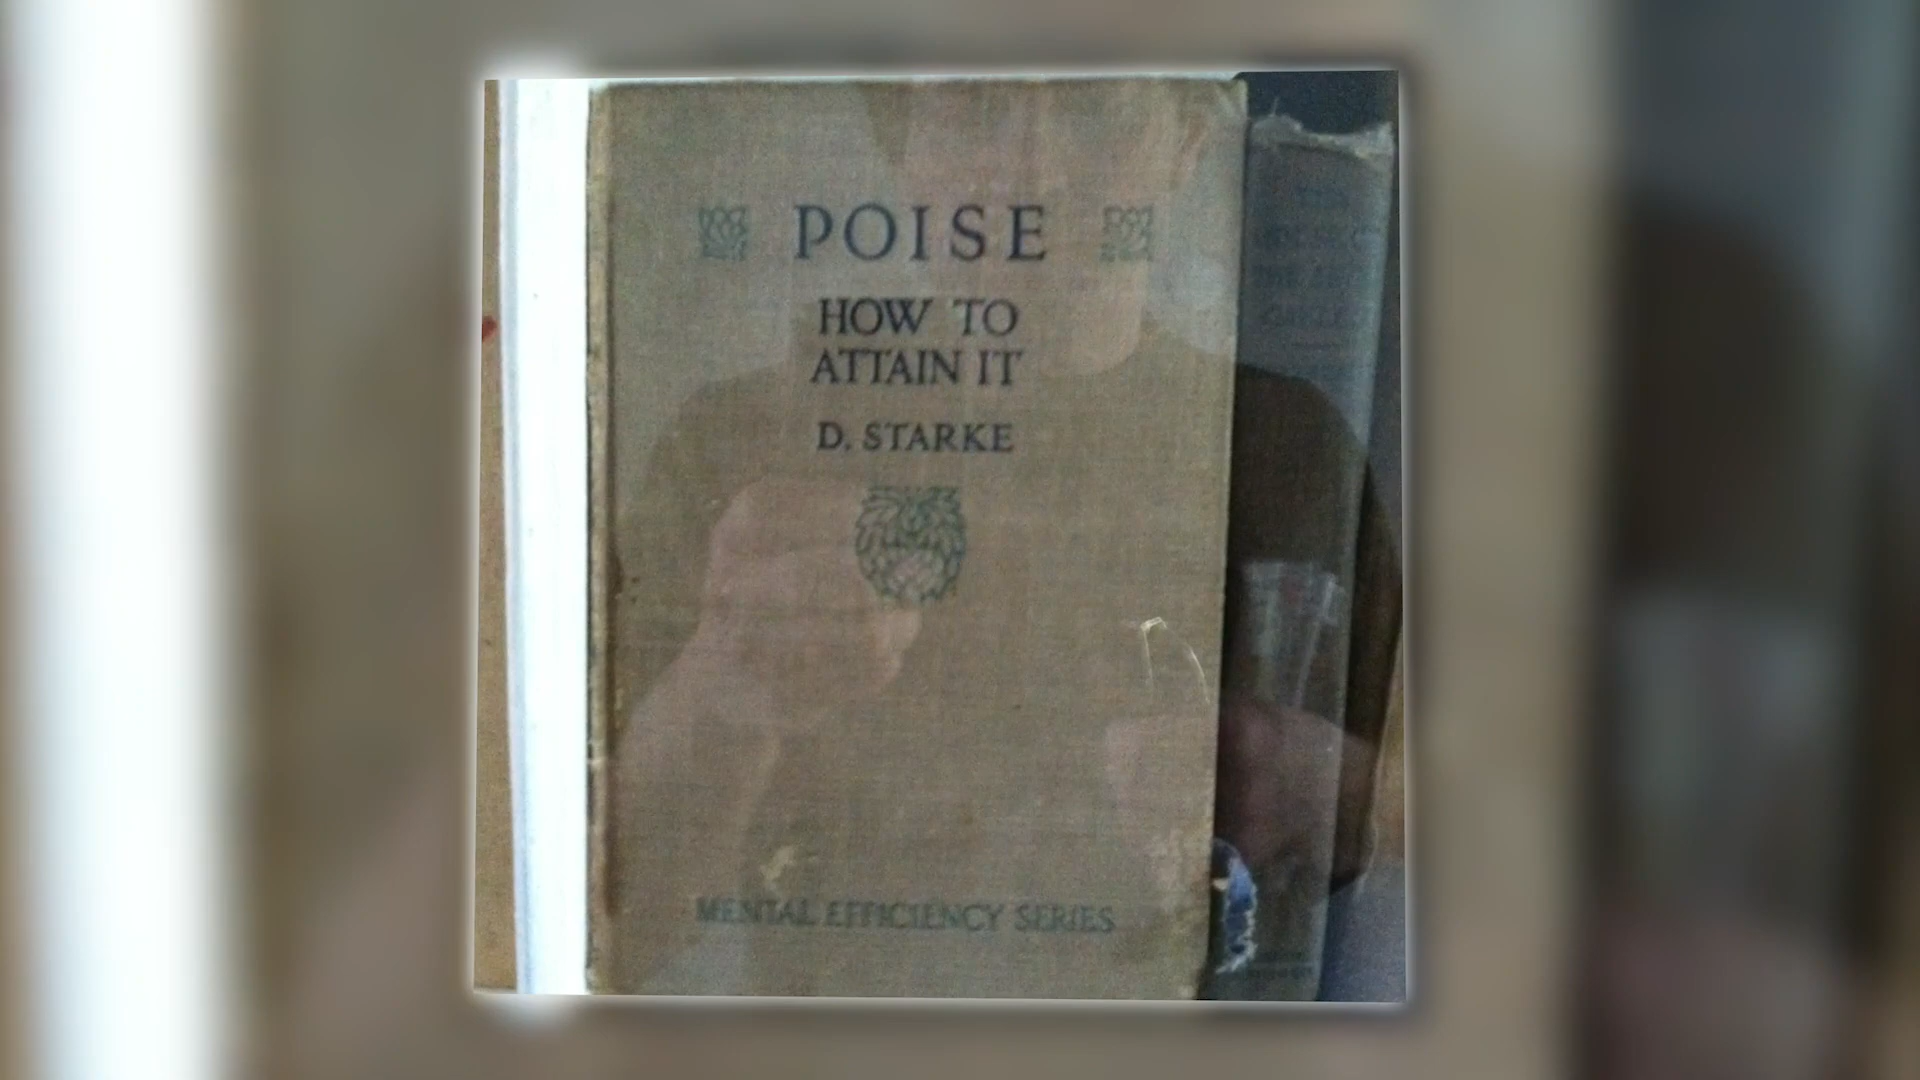 POISE
HOW TO
ATTAIN IT
D. STARKE
MENTAL EFFICIENCY SERIES